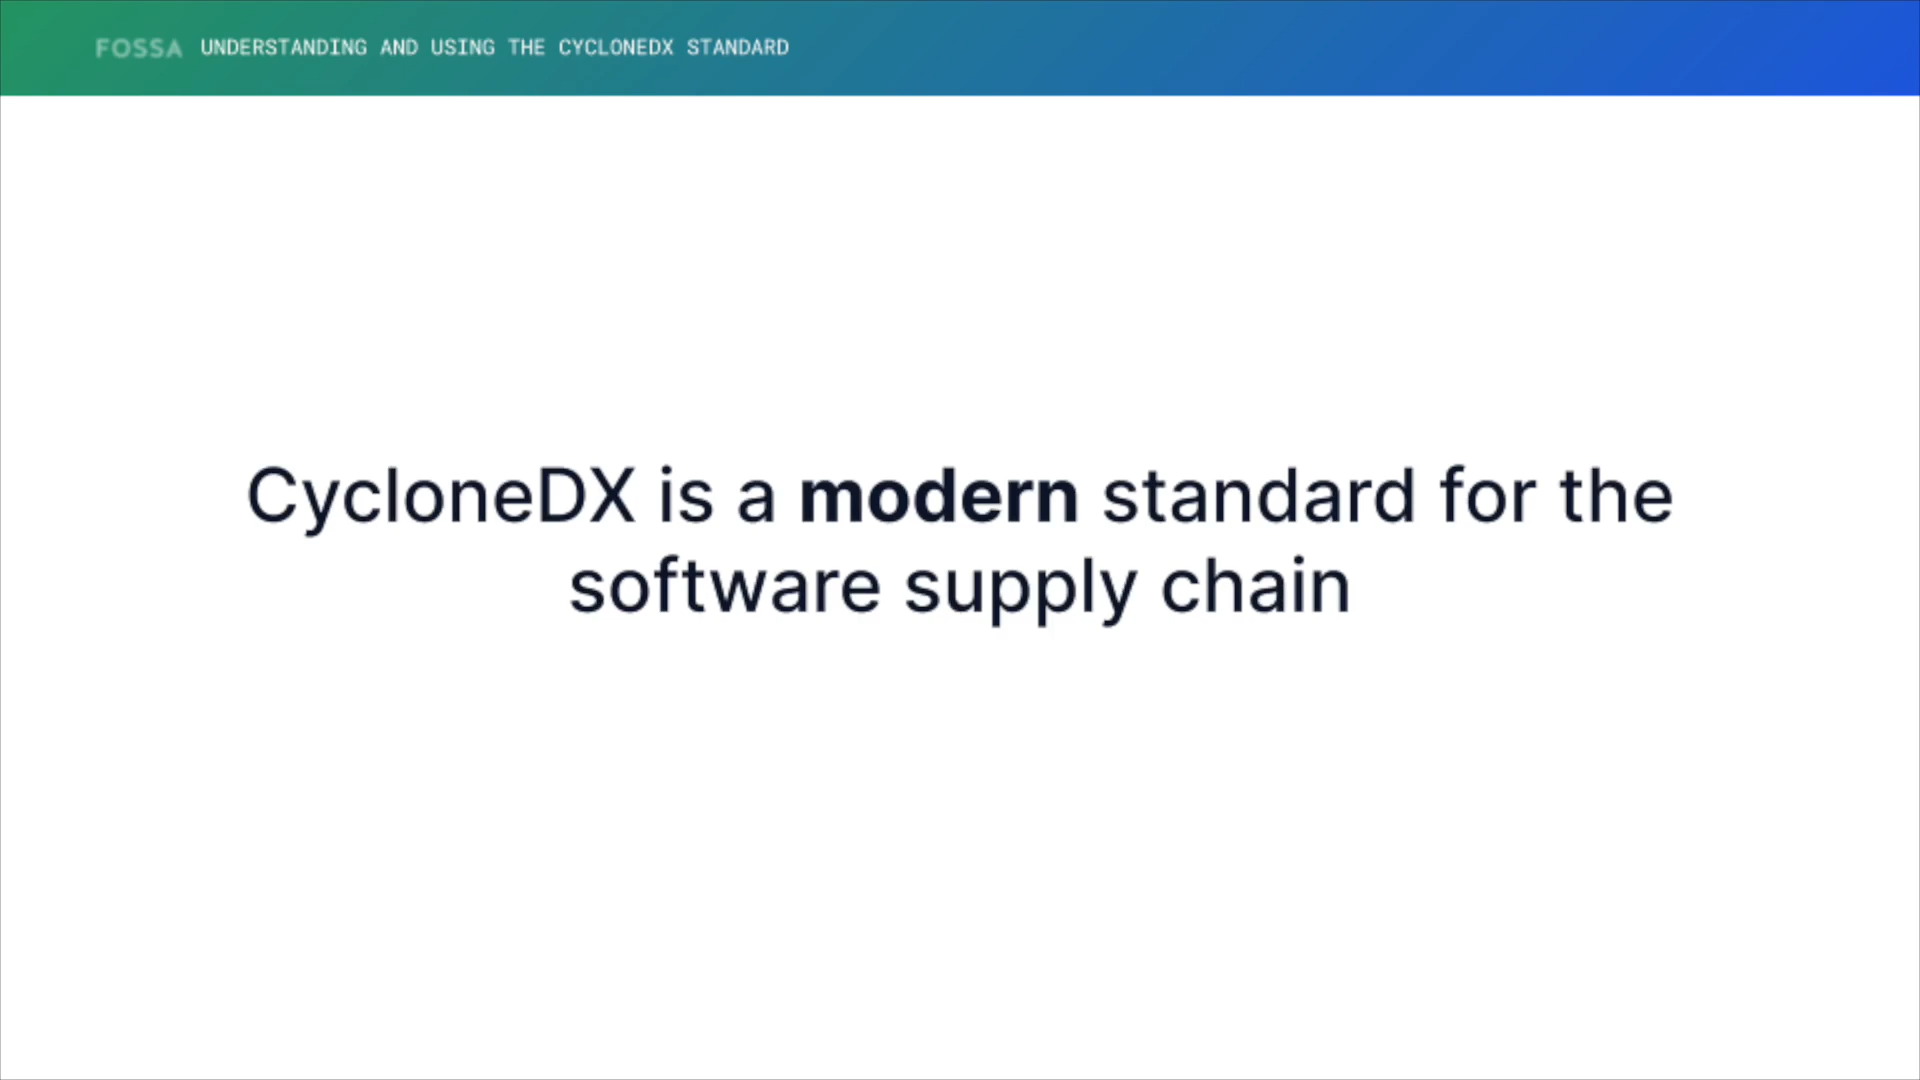 FOSSA UNDERSTANDING AND USING THE CYCLONEDX STANDARD
CycloneDX is a modern standard for the
software supply chain